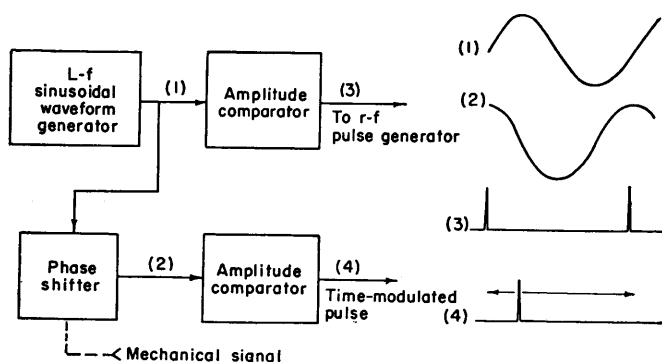 L-f
sinusoidal
waveform
generator
(1)
Amplitude
comparator
(3)
To r-f
pulse generator
Phase
shifter
(2)
Amplitude
comparator
(4)
Time-modulated
pulse
Mechanical signal
(1)
(2)
(3)
(4)